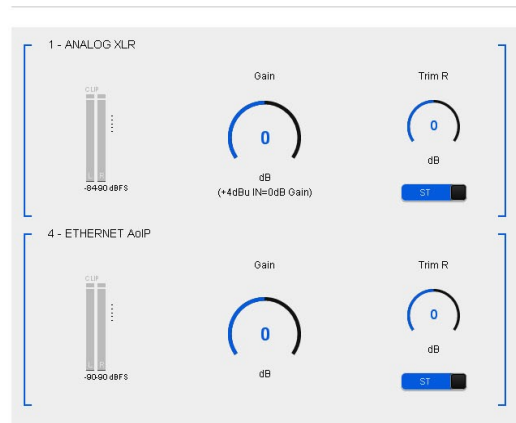 1 - ANALOG XLR
Gain
Trim R
CLIP
0
0
L R
dB
dB
-84-90 dBFS
(+4dBu IN=0dB Gain)
ST
4 - ETHERNET AoIP
Gain
Trim R
CLIP
0
0
dB
L R
-90-90 dBFS
dB
ST